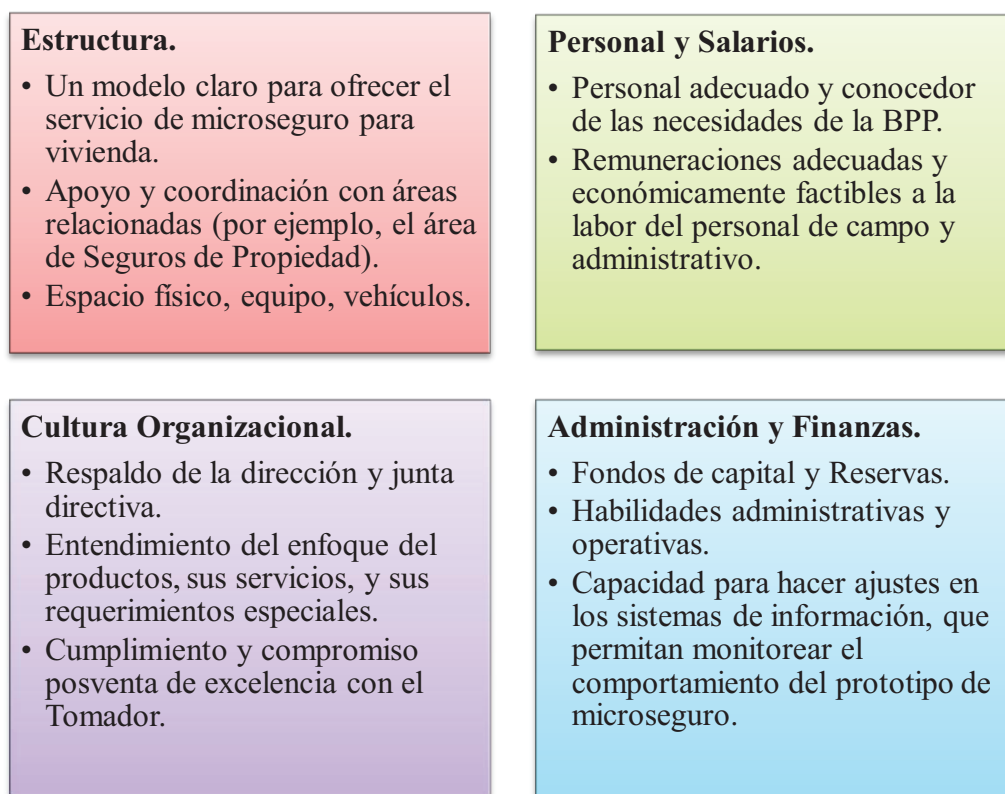 Estructura.
• Un modelo claro para ofrecer el
servicio de microseguro para
vivienda.
• Apoyo y coordinación con áreas
relacionadas (por ejemplo, el área
de Seguros de Propiedad).
• Espacio físico, equipo, vehículos.
Personal y Salarios.
• Personal adecuado y conocedor
de las necesidades de la BPP.
• Remuneraciones adecuadas y
económicamente factibles a la
labor del personal de campo y
administrativo.
Cultura Organizacional.
• Respaldo de la dirección y junta
directiva.
• Entendimiento del enfoque del
productos, sus servicios, y sus
requerimientos especiales.
• Cumplimiento y compromiso
posventa de excelencia con el
Tomador.
Administración y Finanzas.
• Fondos de capital y Reservas.
• Habilidades administrativas y
operativas.
• Capacidad para hacer ajustes en
los sistemas de información, que
permitan monitorear el
comportamiento del prototipo de
microseguro.